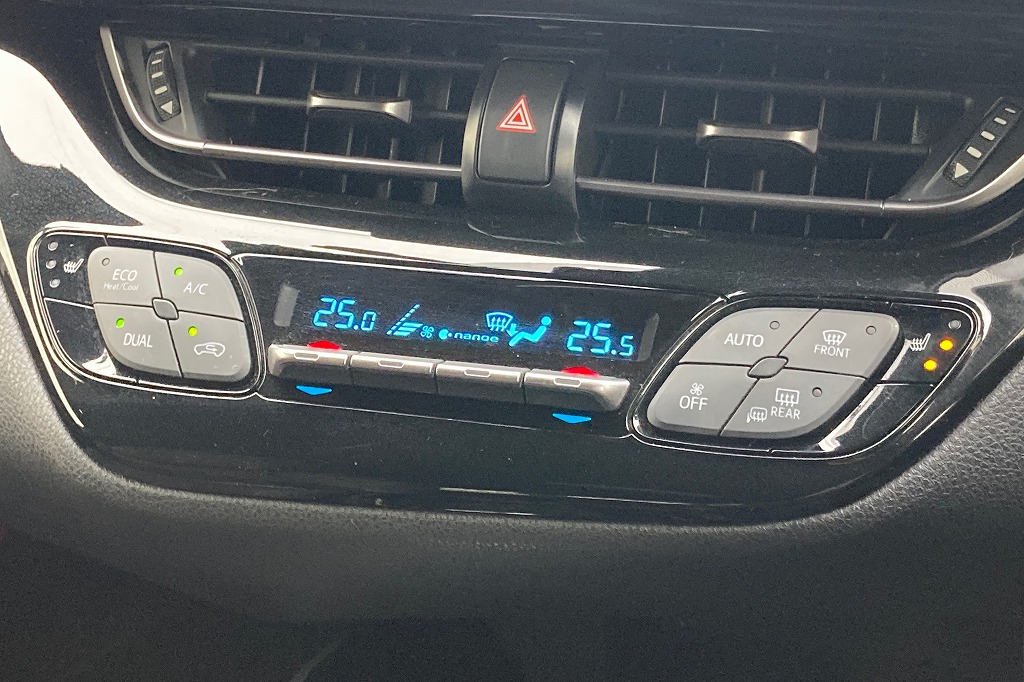 ECO
Heat/Cool
A/C
DUAL
25.0
nanoe
25.5
AUTO
FRONT
OFF
REAR